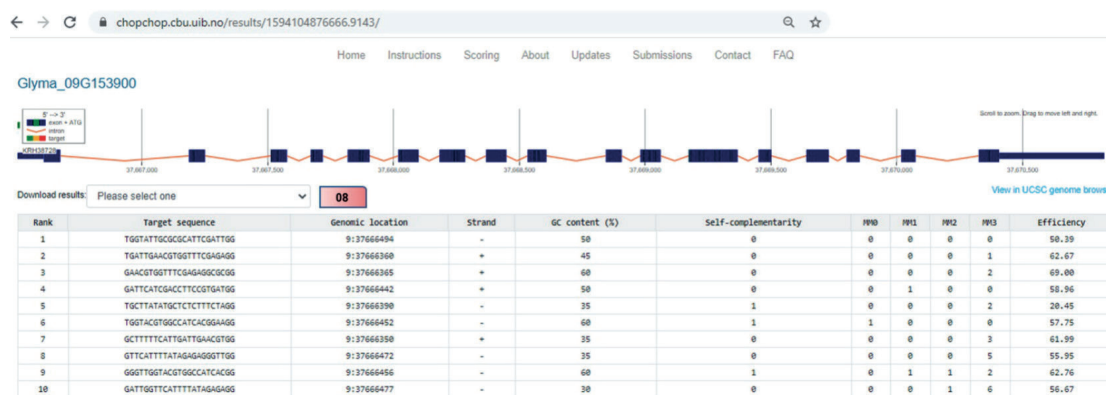 chopchop.cbu.uib.no/results/1594104876666.9143/
Home Instructions Scoring About Updates Submissions Contact FAQ
Glyma_09G153900
5' --> 3'
exon + ATG
intron
target
Scroll to zoom. Drag to move left and right.
KRH38728
37,667,000 37,667,500 37,668,000 37,668,500 37,669,000 37,669,500 37,670,000 37,670,500
Download results: Please select one 08 View in UCSC genome brows
Rank Target sequence Genomic location Strand GC content (%) Self-complementarity MM0 MM1 MM2 MM3 Efficiency
1 TGGTATTGCGCGCATTCGATTGG 9:37666494 - 50 0 0 0 0 0 50.39
2 TGATTGAACGTGGTTTCGAGAGG 9:37666360 + 45 0 0 0 0 1 62.67
3 GAACGTGGTTTCGAGAGGCGCGG 9:37666365 + 60 0 0 0 0 2 69.00
4 GATTCATCGACCTTCCGTGATGG 9:37666442 + 50 0 0 1 0 0 58.96
5 TGCTTATATGCTCTCTTTCTAGG 9:37666390 - 35 1 0 0 0 2 20.45
6 TGGTACGTGGCCATCACGGAAGG 9:37666452 - 60 1 1 0 0 0 57.75
7 GCTTTTTCATTGATTGAACGTGG 9:37666350 + 35 0 0 0 0 3 61.99
8 GTTCATTTTATAGAGAGGGTTGG 9:37666472 - 35 0 0 0 0 5 55.95
9 GGGTTGGTACGTGGCCATCACGG 9:37666456 - 60 1 0 1 1 2 62.76
10 GATTGGTTCATTTTATAGAGAGG 9:37666477 - 30 0 0 0 1 6 56.67